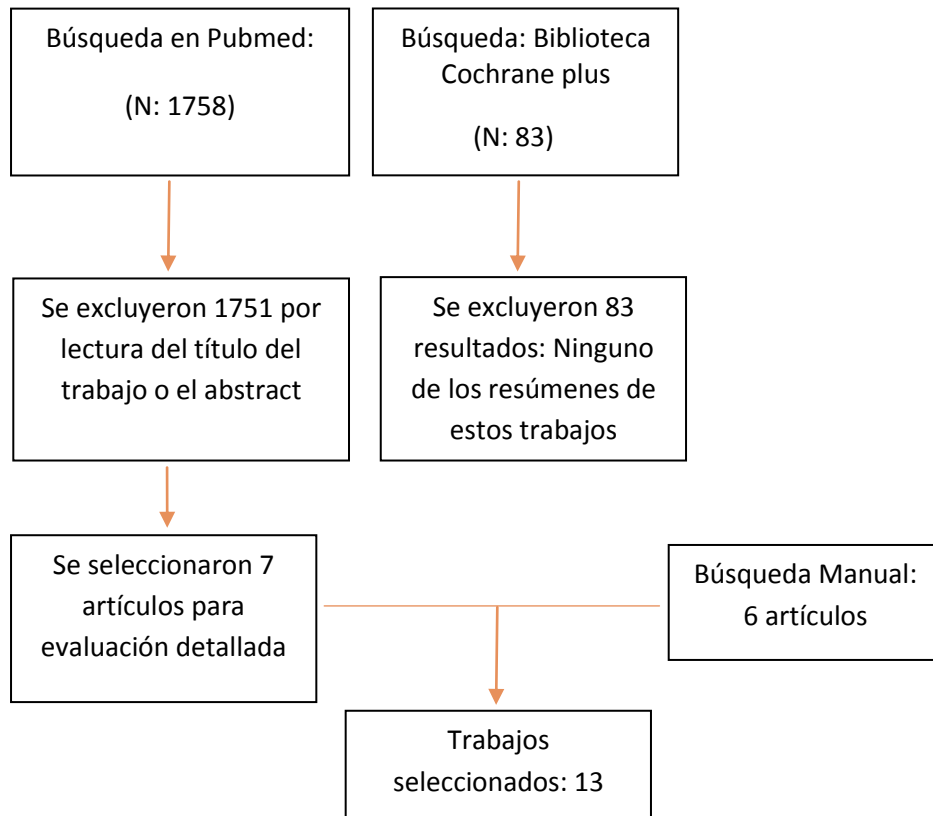 Búsqueda en Pubmed:
(N: 1758)
Búsqueda: Biblioteca
Cochrane plus
(N: 83)
Se excluyeron 1751 por
lectura del título del
trabajo o el abstract
Se excluyeron 83
resultados: Ninguno
de los resúmenes de
estos trabajos
Se seleccionaron 7
artículos para
evaluación detallada
Búsqueda Manual:
6 artículos
Trabajos
seleccionados: 13